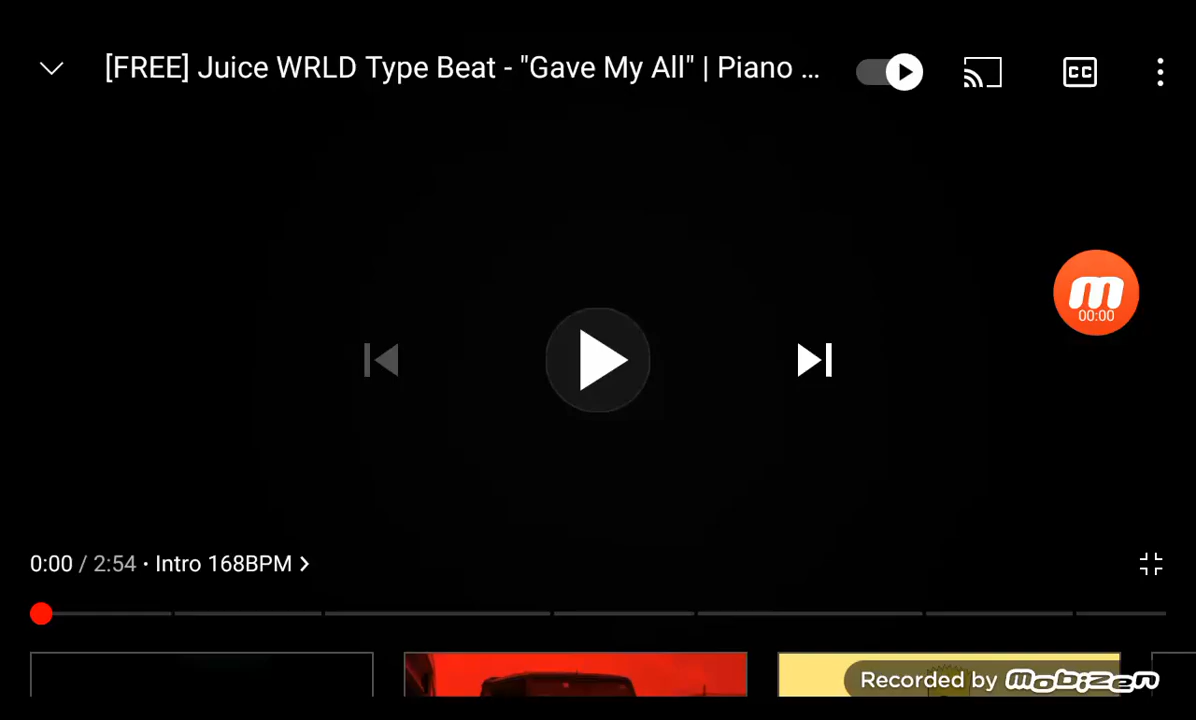 [FREE] Juice WRLD Type Beat - "Gave My All" | Piano ...
CC
m
00:00
0:00 / 2:54 · Intro 168BPM >
Recorded by mobizen